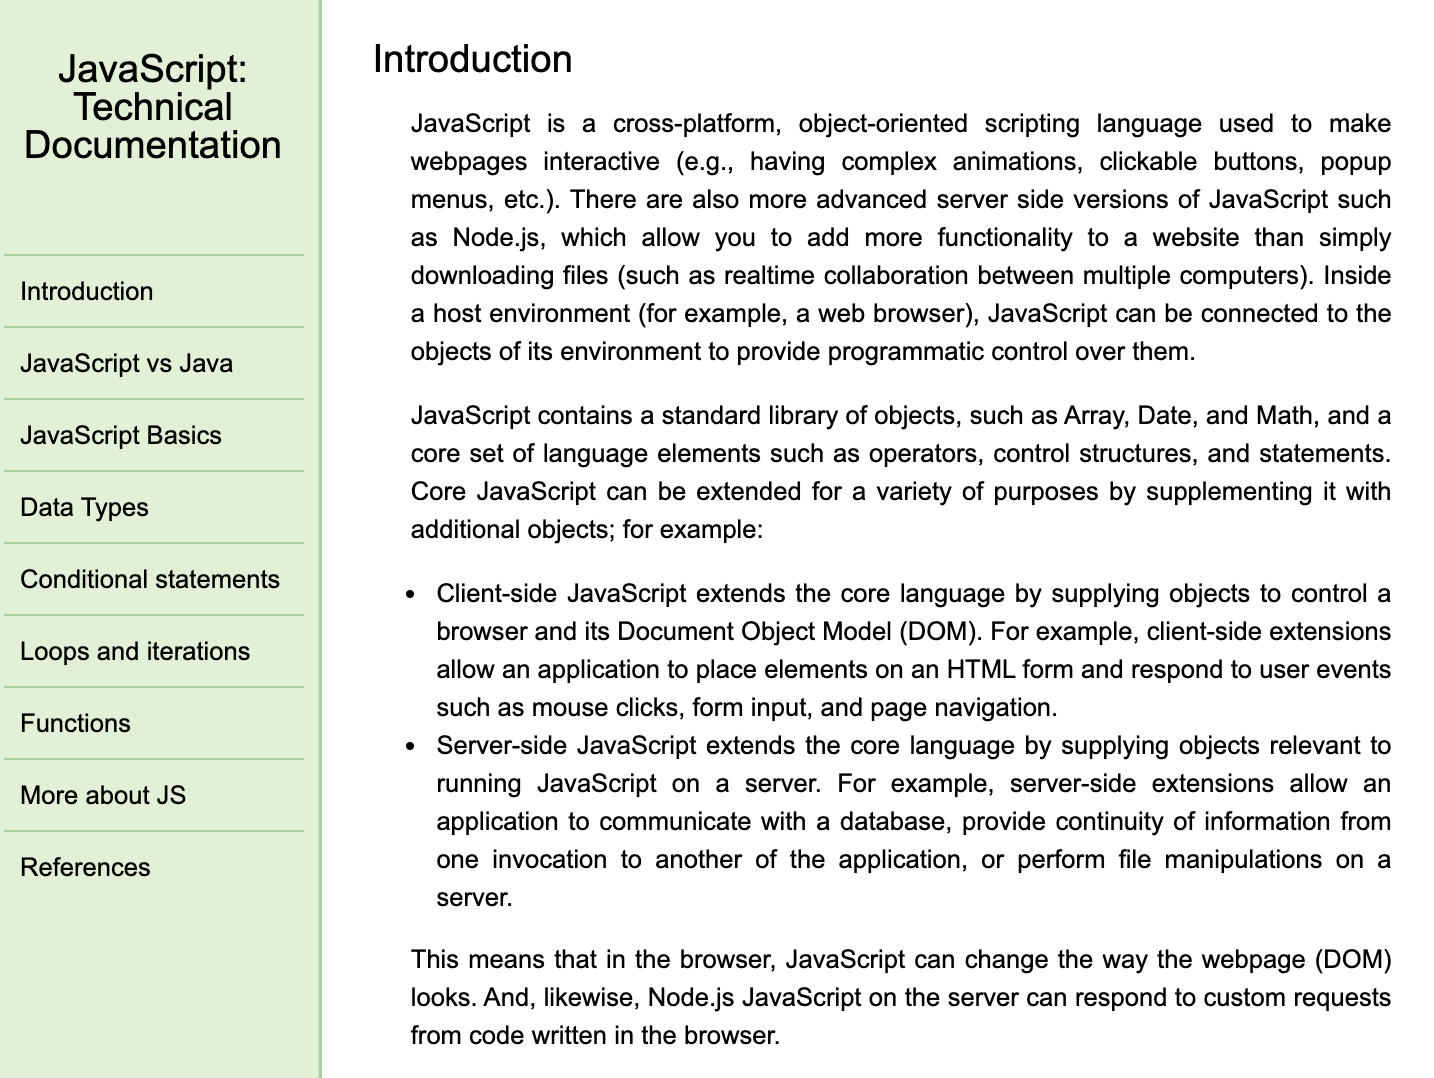 JavaScript:
Technical
Documentation
Introduction
JavaScript vs Java
JavaScript Basics
Data Types
Conditional statements
Loops and iterations
Functions
More about JS
References
Introduction
JavaScript is a cross-platform, object-oriented scripting language used to make
webpages interactive (e.g., having complex animations, clickable buttons, popup
menus, etc.). There are also more advanced server side versions of JavaScript such
as Node.js, which allow you to add more functionality to a website than simply
downloading files (such as realtime collaboration between multiple computers). Inside
a host environment (for example, a web browser), JavaScript can be connected to the
objects of its environment to provide programmatic control over them.
JavaScript contains a standard library of objects, such as Array, Date, and Math, and a
core set of language elements such as operators, control structures, and statements.
Core JavaScript can be extended for a variety of purposes by supplementing it with
additional objects; for example:
• Client-side JavaScript extends the core language by supplying objects to control a
browser and its Document Object Model (DOM). For example, client-side extensions
allow an application to place elements on an HTML form and respond to user events
such as mouse clicks, form input, and page navigation.
• Server-side JavaScript extends the core language by supplying objects relevant to
running JavaScript on a server. For example, server-side extensions allow an
application to communicate with a database, provide continuity of information from
one invocation to another of the application, or perform file manipulations on a
server.
This means that in the browser, JavaScript can change the way the webpage (DOM)
looks. And, likewise, Node.js JavaScript on the server can respond to custom requests
from code written in the browser.